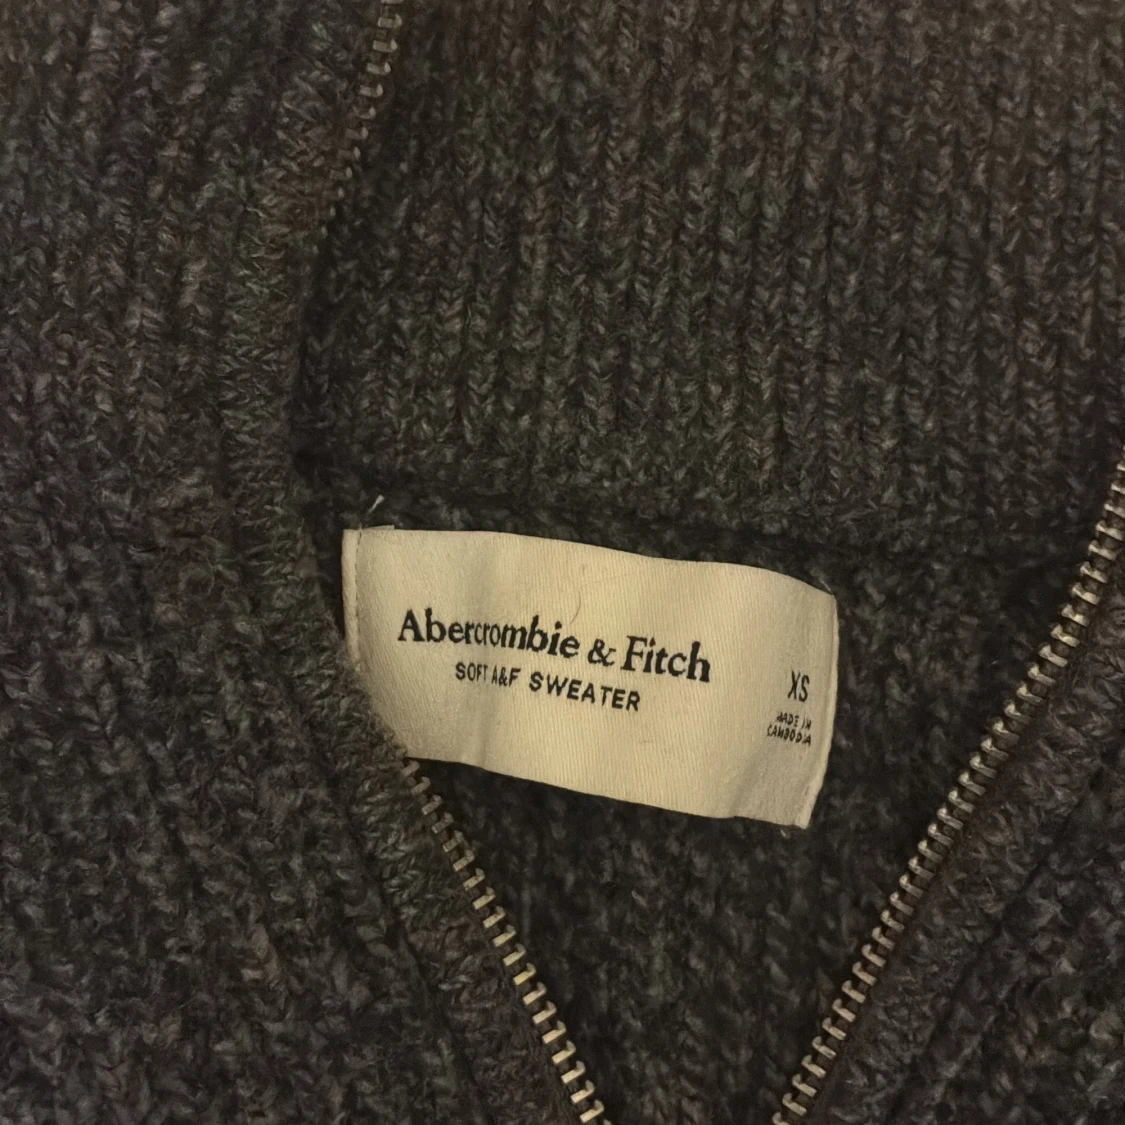 Abercrombie & Fitch
SOFT A&F SWEATER
XS
MADE IN
CAMBODIA